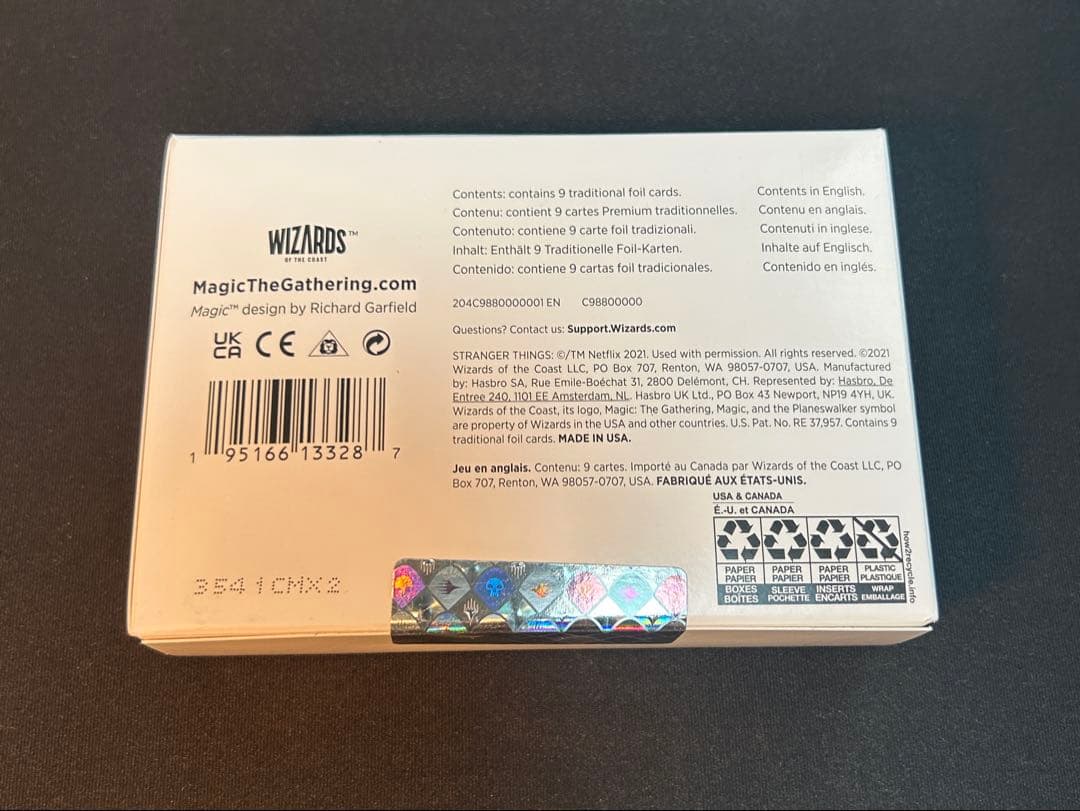 WIZARDS™
OF THE COAST
MagicTheGathering.com
Magic™ design by Richard Garfield
UK
CA CE
1 95166 13328 7
3541CMX2
Contents: contains 9 traditional foil cards.
Contenu: contient 9 cartes Premium traditionnelles.
Contenuto: contiene 9 carte foil tradizionali.
Inhalt: Enthält 9 Traditionelle Foil-Karten.
Contenido: contiene 9 cartas foil tradicionales.
Contents in English.
Contenu en anglais.
Contenuti in inglese.
Inhalte auf Englisch.
Contenido en inglés.
204C9880000001 EN C98800000
Questions? Contact us: Support.Wizards.com
STRANGER THINGS: ©/TM Netflix 2021. Used with permission. All rights reserved. ©2021
Wizards of the Coast LLC, PO Box 707, Renton, WA 98057-0707, USA. Manufactured
by: Hasbro SA, Rue Emile-Boéchat 31, 2800 Delémont, CH. Represented by: Hasbro, De
Entree 240, 1101 EE Amsterdam, NL. Hasbro UK Ltd., PO Box 43 Newport, NP19 4YH, UK.
Wizards of the Coast, its logo, Magic: The Gathering, Magic, and the Planeswalker symbol
are property of Wizards in the USA and other countries. U.S. Pat. No. RE 37,957. Contains 9
traditional foil cards. MADE IN USA.
Jeu en anglais. Contenu: 9 cartes. Importé au Canada par Wizards of the Coast LLC, PO
Box 707, Renton, WA 98057-0707, USA. FABRIQUÉ AUX ÉTATS-UNIS.
USA & CANADA
É.-U. et CANADA
PAPER PAPER PAPER PLASTIC
PAPIER PAPIER PAPIER PLASTIQUE
BOXES SLEEVE INSERTS WRAP
BOÎTES POCHETTE ENCARTS EMBALLAGE
how2recycle.info